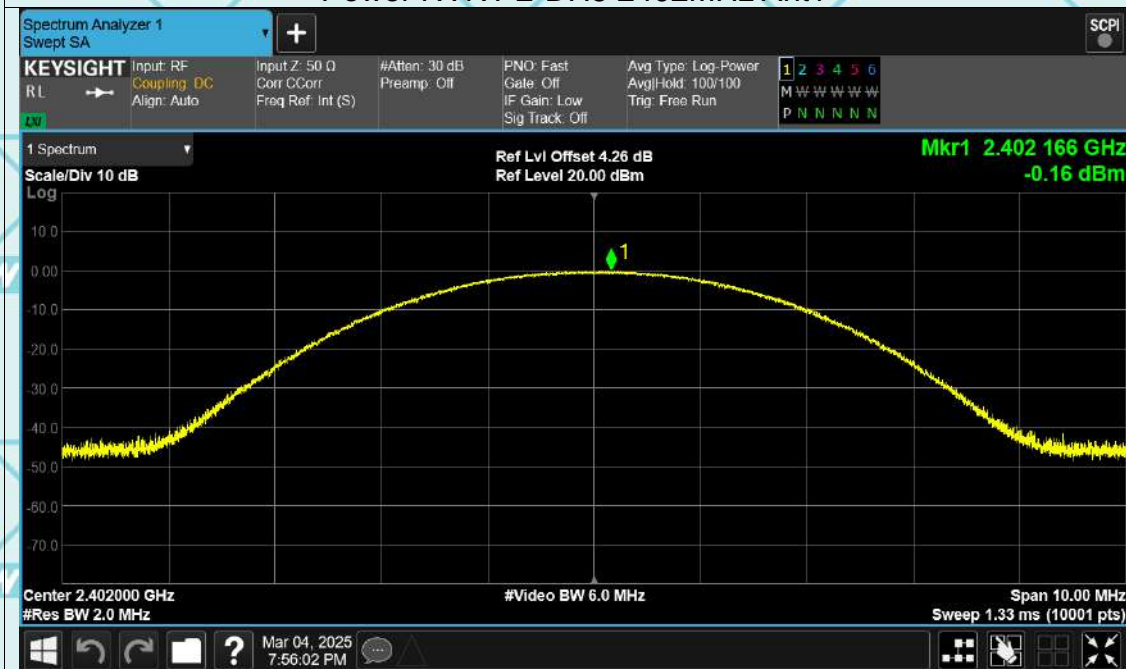 Spectrum Analyzer 1
Swept SA
+
SCPI
KEYSIGHT
RL
LXI
Input: RF
Coupling: DC
Align: Auto
Input Z: 50 Ω
Corr CCorr
Freq Ref: Int (S)
#Atten: 30 dB
Preamp: Off
PNO: Fast
Gate: Off
IF Gain: Low
Sig Track: Off
Avg Type: Log-Power
Avg|Hold: 100/100
Trig: Free Run
1 2 3 4 5 6
M W W W W W
P N N N N N
1 Spectrum
Scale/Div 10 dB
Log
Ref Lvl Offset 4.26 dB
Ref Level 20.00 dBm
Mkr1 2.402 166 GHz
-0.16 dBm
1
10.0
0.00
-10.0
-20.0
-30.0
-40.0
-50.0
-60.0
-70.0
Center 2.402000 GHz
#Res BW 2.0 MHz
#Video BW 6.0 MHz
Span 10.00 MHz
Sweep 1.33 ms (10001 pts)
?
Mar 04, 2025
7:56:02 PM